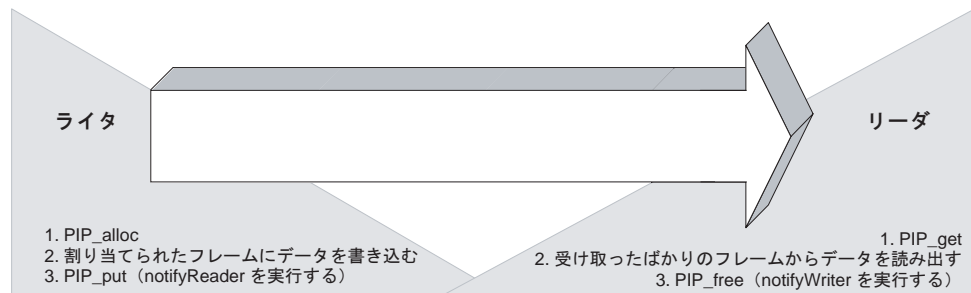 ライタ
リーダ
1. PIP_alloc
2. 割り当てられたフレームにデータを書き込む
3. PIP_put（notifyReader を実行する）
1. PIP_get
2. 受け取ったばかりのフレームからデータを読み出す
3. PIP_free（notifyWriter を実行する）